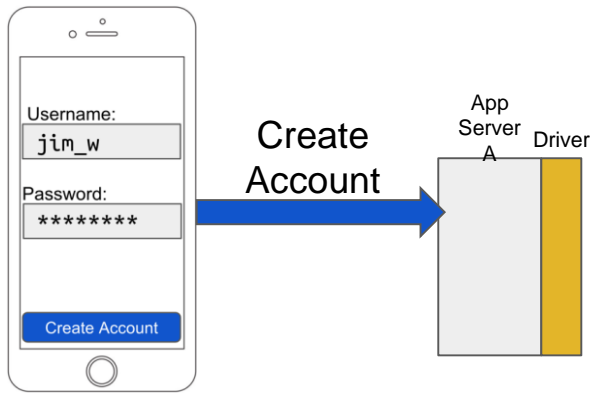 Username:
jim_w
Password:
********
Create Account
Create
Account
App
Server
A
Driver